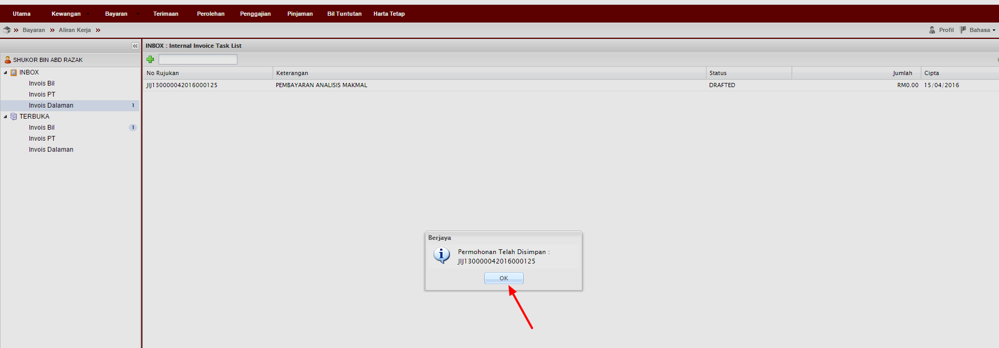 Utama Kewangan Bayaran Terimaan Perolehan Penggajian Pinjaman Bil Tuntutan Harta Tetap
» Bayaran » Aliran Kerja » Profil Bahasa
INBOX : Internal Invoice Task List
SHUKOR BIN ABD RAZAK
INBOX
Invois Bil
Invois PT
Invois Dalaman 1
TERBUKA
Invois Bil 1
Invois PT
Invois Dalaman
No Rujukan Keterangan Status Jumlah Cipta
JIJ130000042016000125 PEMBAYARAN ANALISIS MAKMAL DRAFTED RM0.00 15/04/2016
Berjaya
Permohonan Telah Disimpan :
JIJ130000042016000125
OK